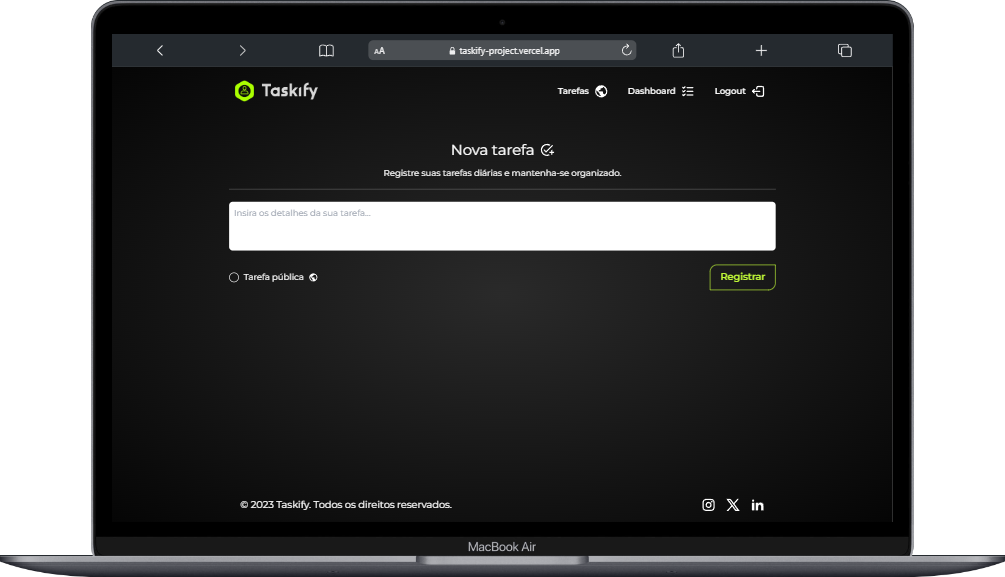 AA taskify-project.vercel.app
Taskify
Tarefas Dashboard Logout
Nova tarefa
Registre suas tarefas diárias e mantenha-se organizado.
Insira os detalhes da sua tarefa...
Tarefa pública
Registrar
© 2023 Taskify. Todos os direitos reservados.
MacBook Air